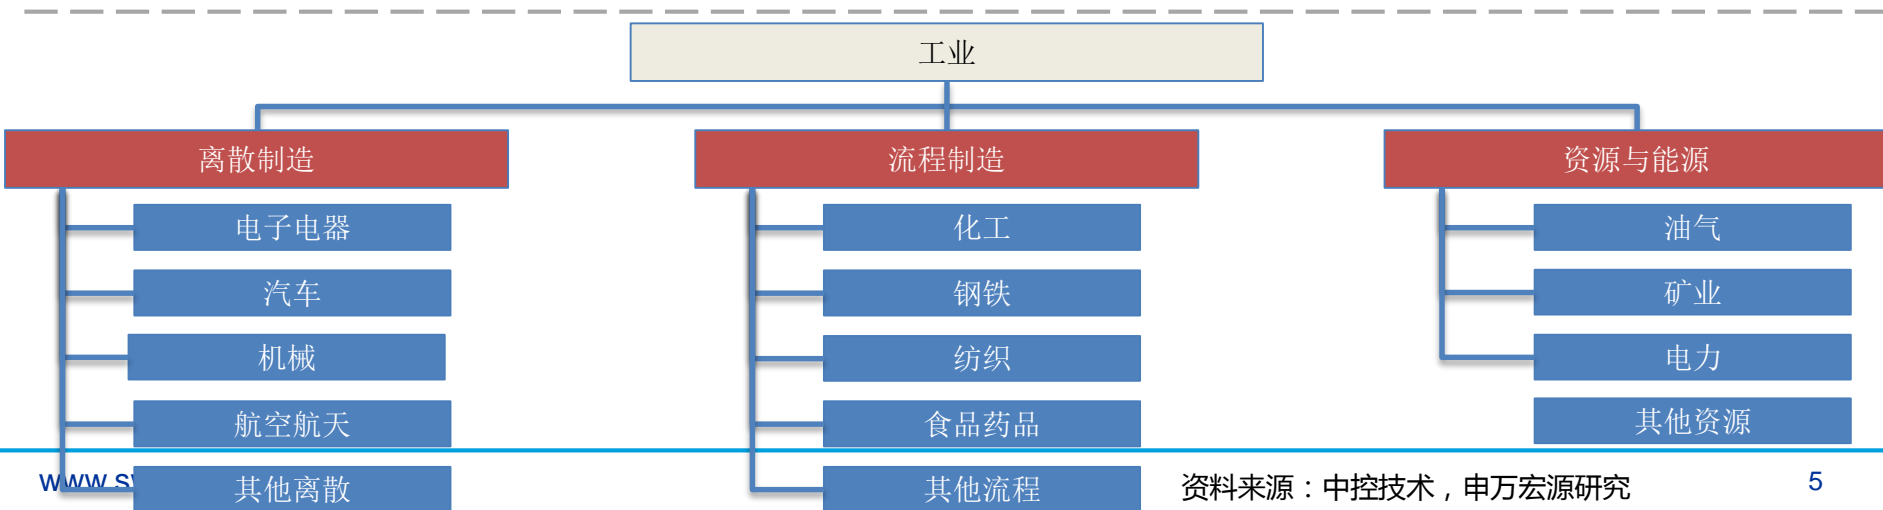 工业
离散制造
电子电器
汽车
机械
航空航天
其他离散
流程制造
化工
钢铁
纺织
食品药品
其他流程
资源与能源
油气
矿业
电力
其他资源
资料来源：中控技术，申万宏源研究
5